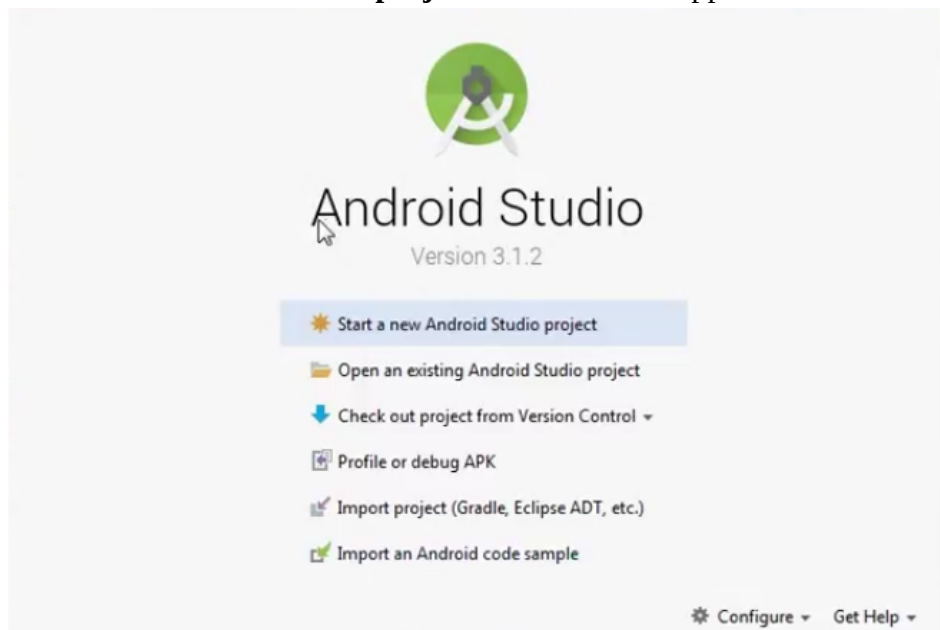 Android Studio
Version 3.1.2
Start a new Android Studio project
Open an existing Android Studio project
Check out project from Version Control
Profile or debug APK
Import project (Gradle, Eclipse ADT, etc.)
Import an Android code sample
Configure Get Help